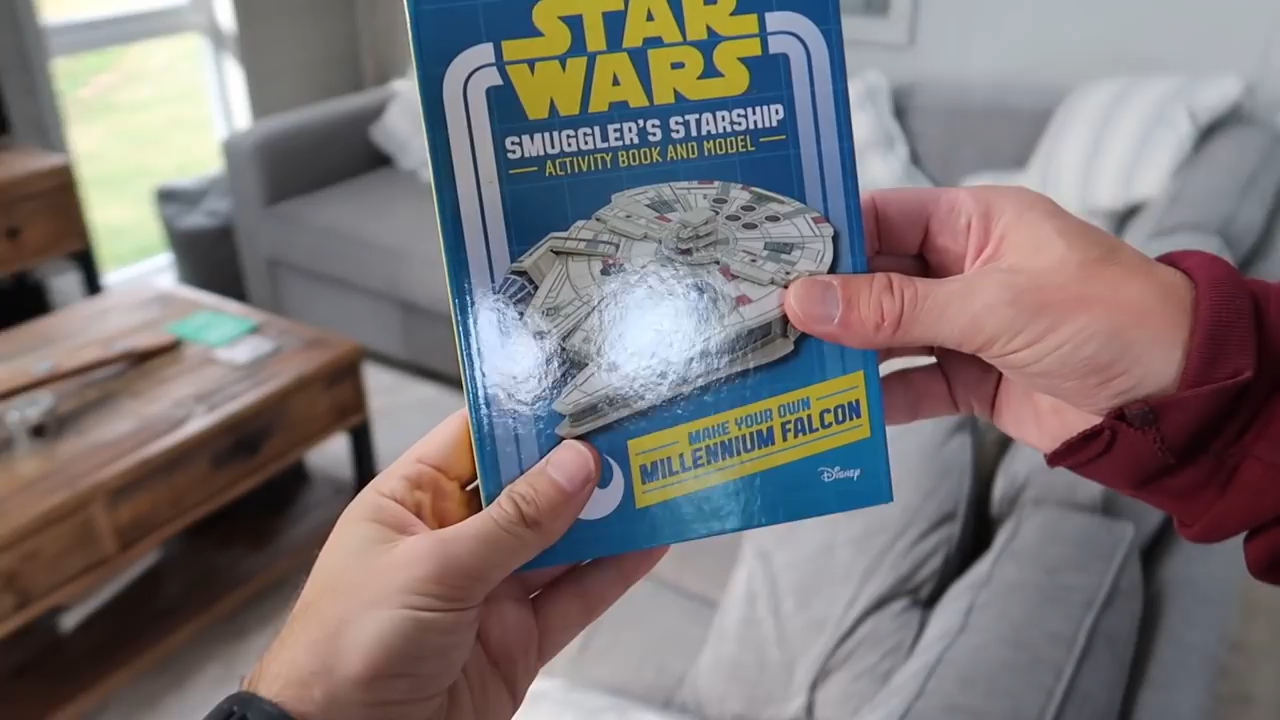 STAR
WARS
SMUGGLER'S STARSHIP
ACTIVITY BOOK AND MODEL
MAKE YOUR OWN
MILLENNIUM FALCON
Disney